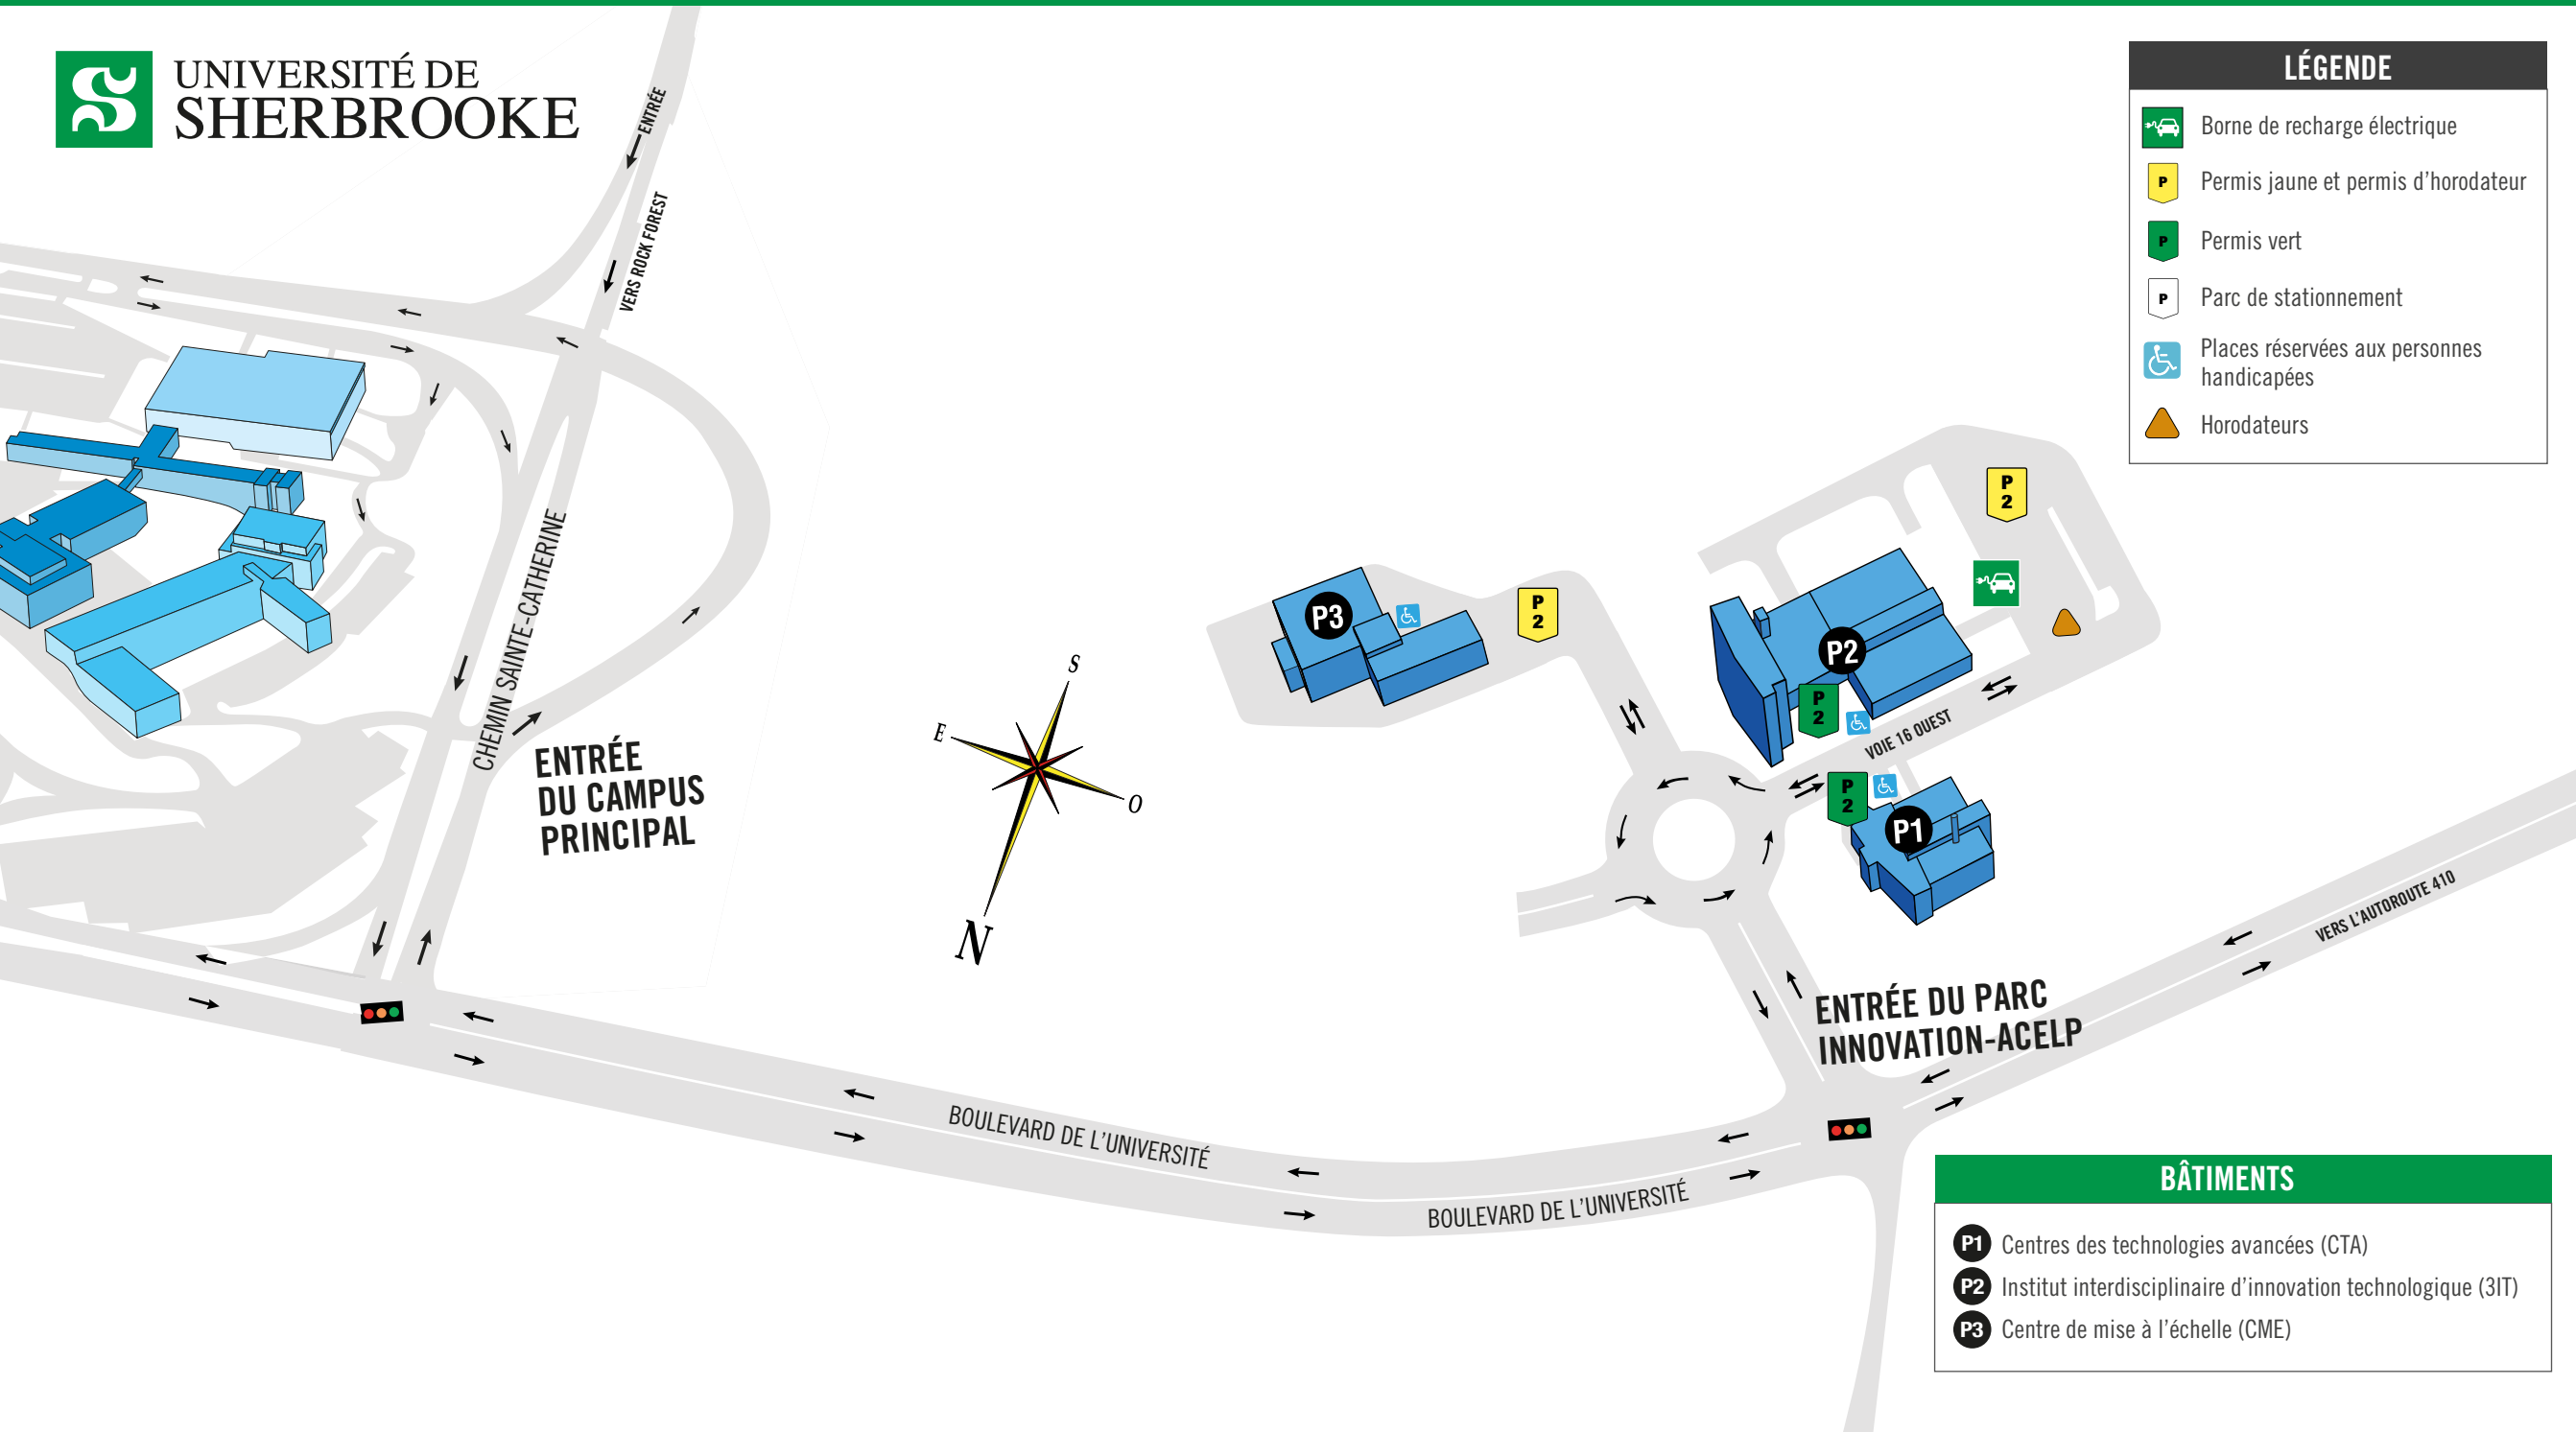 UNIVERSITÉ DE
SHERBROOKE
ENTRÉE
VERS ROCK FOREST
CHEMIN SAINTE-CATHERINE
ENTRÉE
DU CAMPUS
PRINCIPAL
S
E
O
N
P3
P
2
P
2
P2
P
2
VOIE 16 OUEST
P
2
P1
ENTRÉE DU PARC
INNOVATION-ACELP
VERS L'AUTOROUTE 410
BOULEVARD DE L'UNIVERSITÉ
BOULEVARD DE L'UNIVERSITÉ
LÉGENDE
Borne de recharge électrique
P Permis jaune et permis d'horodateur
P Permis vert
P Parc de stationnement
Places réservées aux personnes
handicapées
Horodateurs
BÂTIMENTS
P1 Centres des technologies avancées (CTA)
P2 Institut interdisciplinaire d'innovation technologique (3IT)
P3 Centre de mise à l'échelle (CME)